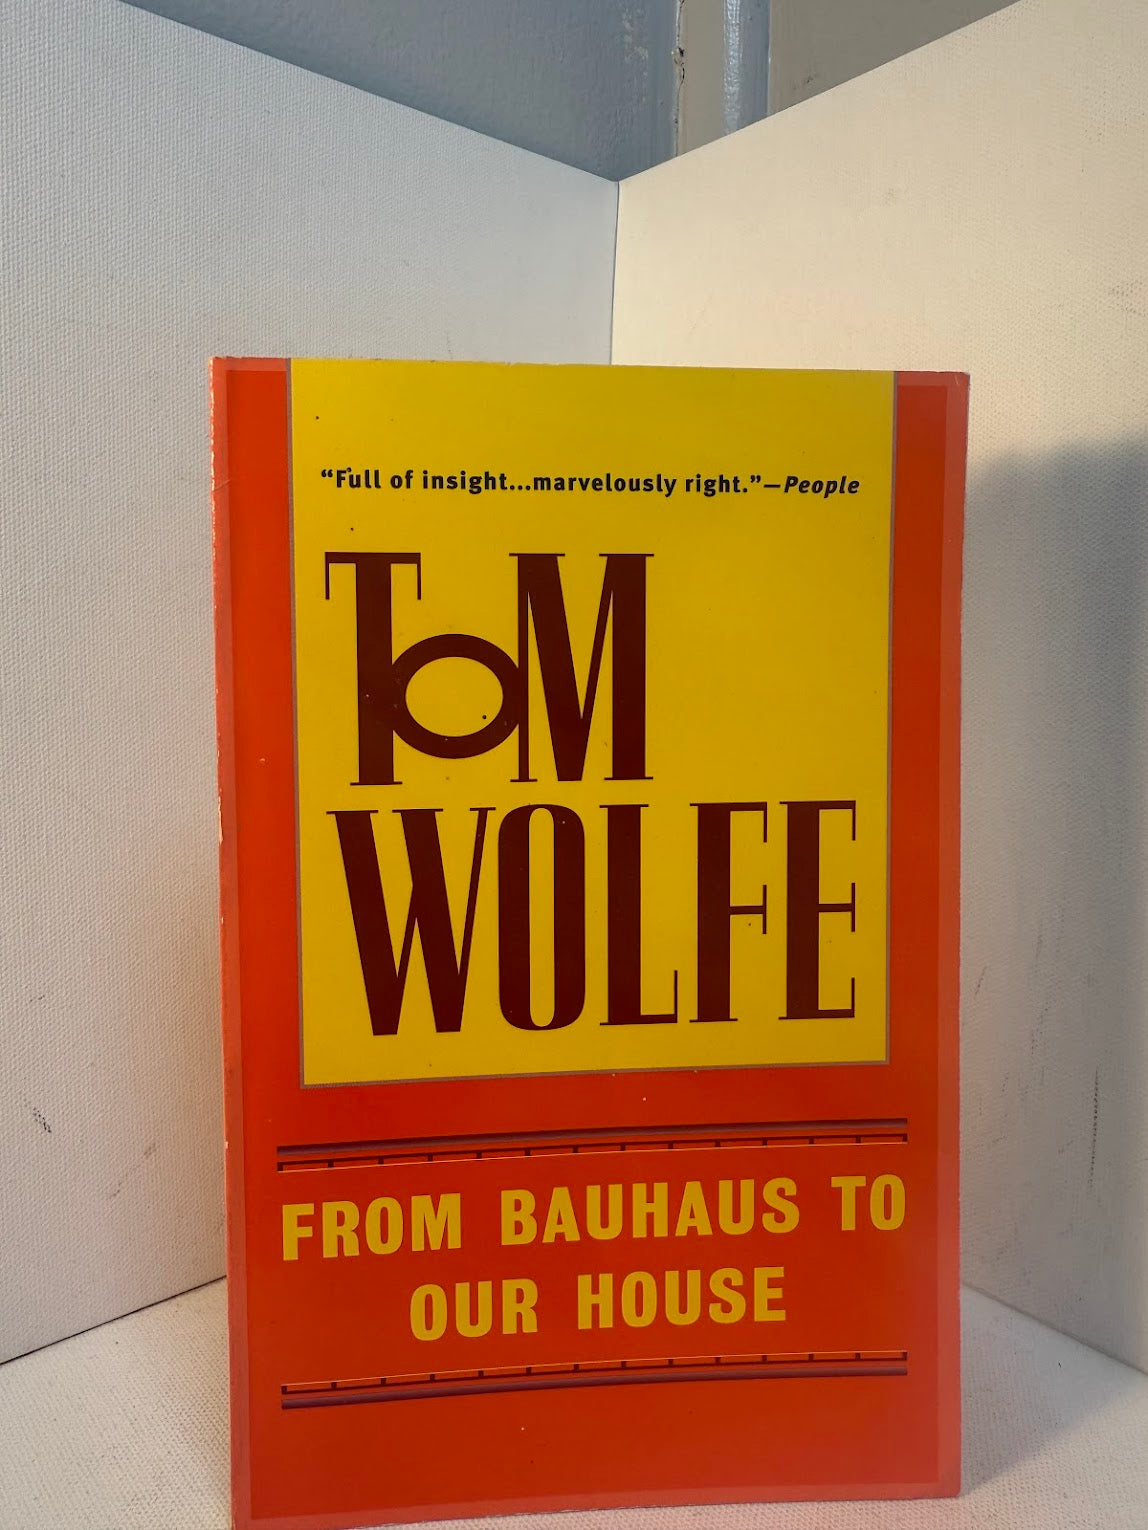 “Full of insight...marvelously right.”—People
TOM
WOLFE
FROM BAUHAUS TO
OUR HOUSE